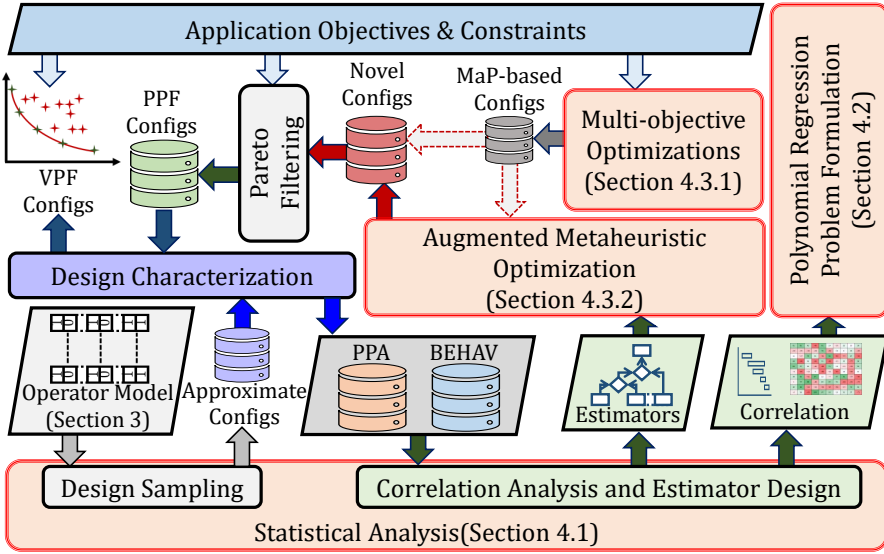 Application Objectives & Constraints
Polynomial Regression
Problem Formulation
(Section 4.2)
PPF
Configs
Novel
Configs
MaP-based
Configs
Pareto
Filtering
Multi-objective
Optimizations
(Section 4.3.1)
VPF
Configs
Augmented Metaheuristic
Optimization
(Section 4.3.2)
Design Characterization
Operator Model
(Section 3)
Approximate
Configs
PPA
BEHAV
Estimators
Correlation
Design Sampling
Correlation Analysis and Estimator Design
Statistical Analysis(Section 4.1)